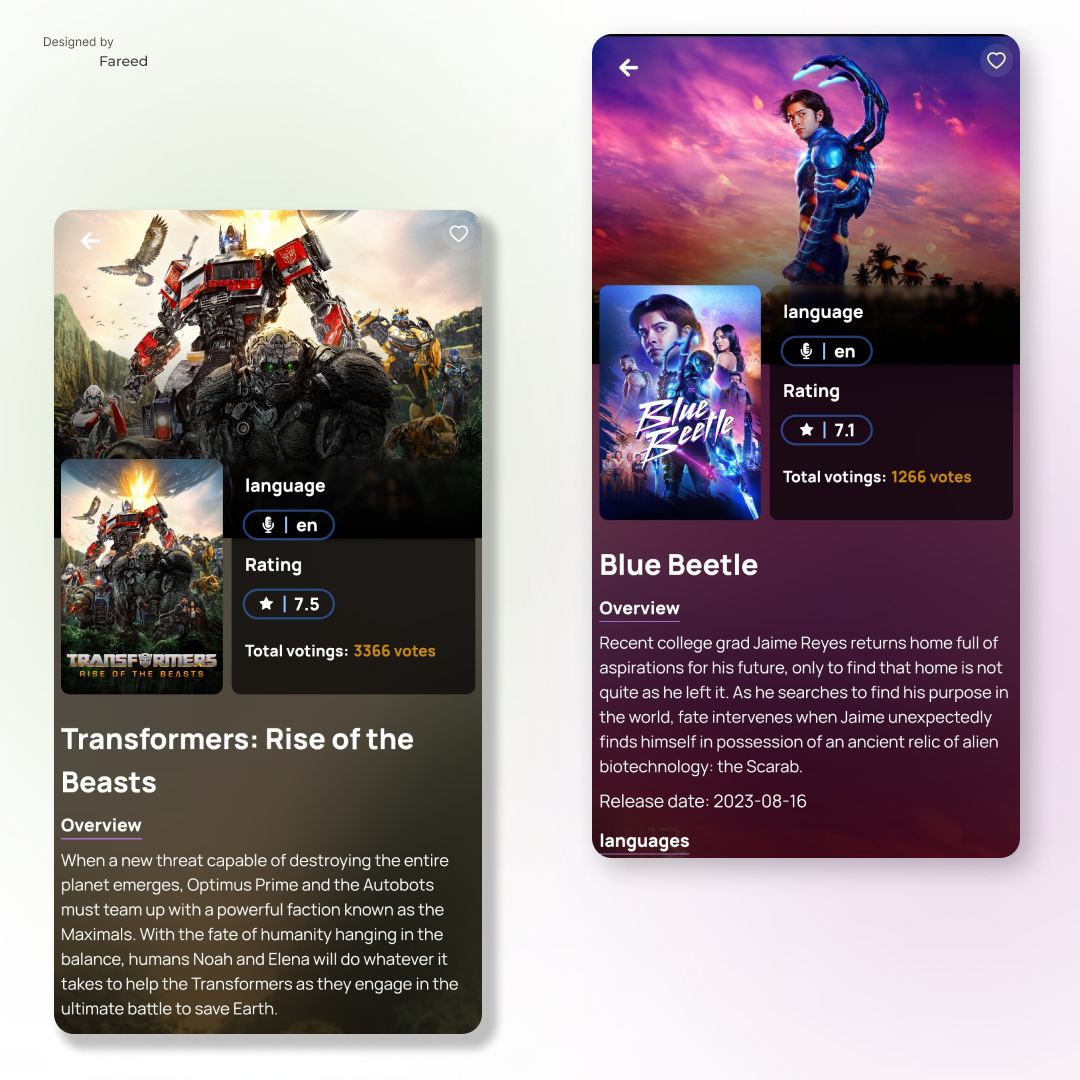 Designed by
Fareed
language
en
Rating
7.5
Total votings: 3366 votes
TRANSFORMERS
RISE OF THE BEASTS
Transformers: Rise of the
Beasts
Overview
When a new threat capable of destroying the entire
planet emerges, Optimus Prime and the Autobots
must team up with a powerful faction known as the
Maximals. With the fate of humanity hanging in the
balance, humans Noah and Elena will do whatever it
takes to help the Transformers as they engage in the
ultimate battle to save Earth.
language
en
Rating
7.1
Total votings: 1266 votes
Blue
Beetle
Blue Beetle
Overview
Recent college grad Jaime Reyes returns home full of
aspirations for his future, only to find that home is not
quite as he left it. As he searches to find his purpose in
the world, fate intervenes when Jaime unexpectedly
finds himself in possession of an ancient relic of alien
biotechnology: the Scarab.
Release date: 2023-08-16
languages